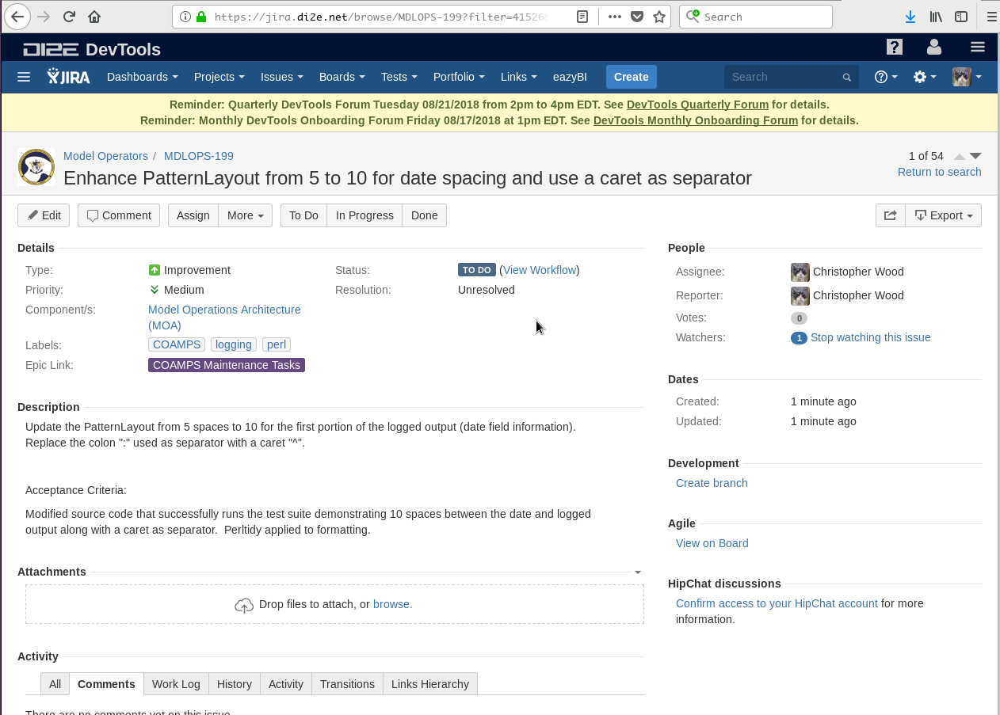 https://jira.di2e.net/browse/MDLOPS-199?filter=41526
Search
DI2E DevTools
JIRA Dashboards Projects Issues Boards Tests Portfolio Links eazyBI Create Search
Reminder: Quarterly DevTools Forum Tuesday 08/21/2018 from 2pm to 4pm EDT. See DevTools Quarterly Forum for details.
Reminder: Monthly DevTools Onboarding Forum Friday 08/17/2018 at 1pm EDT. See DevTools Monthly Onboarding Forum for details.
Model Operators / MDLOPS-199
1 of 54
Enhance PatternLayout from 5 to 10 for date spacing and use a caret as separator
Return to search
Edit Comment Assign More To Do In Progress Done Export
Details
Type: Improvement
Status: TO DO (View Workflow)
Priority: Medium
Resolution: Unresolved
Component/s: Model Operations Architecture
(MOA)
Labels: COAMPS logging perl
Epic Link: COAMPS Maintenance Tasks
Description
Update the PatternLayout from 5 spaces to 10 for the first portion of the logged output (date field information).
Replace the colon ":" used as separator with a caret "^".
Acceptance Criteria:
Modified source code that successfully runs the test suite demonstrating 10 spaces between the date and logged
output along with a caret as separator.  Perltidy applied to formatting.
Attachments
Drop files to attach, or browse.
Activity
All Comments Work Log History Activity Transitions Links Hierarchy
There are no comments yet on this issue.
People
Assignee: Christopher Wood
Reporter: Christopher Wood
Votes: 0
Watchers: 1 Stop watching this issue
Dates
Created: 1 minute ago
Updated: 1 minute ago
Development
Create branch
Agile
View on Board
HipChat discussions
Confirm access to your HipChat account for more
information.